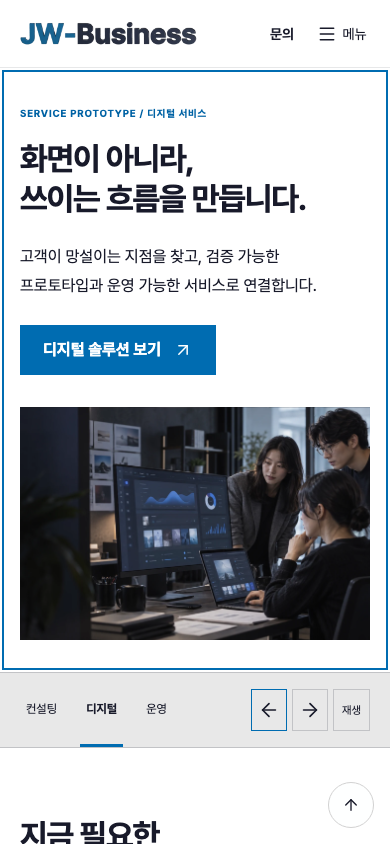 JW-Business
문의
메뉴
SERVICE PROTOTYPE / 디지털 서비스
화면이 아니라,
쓰이는 흐름을 만듭니다.
고객이 망설이는 지점을 찾고, 검증 가능한
프로토타입과 운영 가능한 서비스로 연결합니다.
디지털 솔루션 보기
컨설팅
디지털
운영
재생
지금 필요한